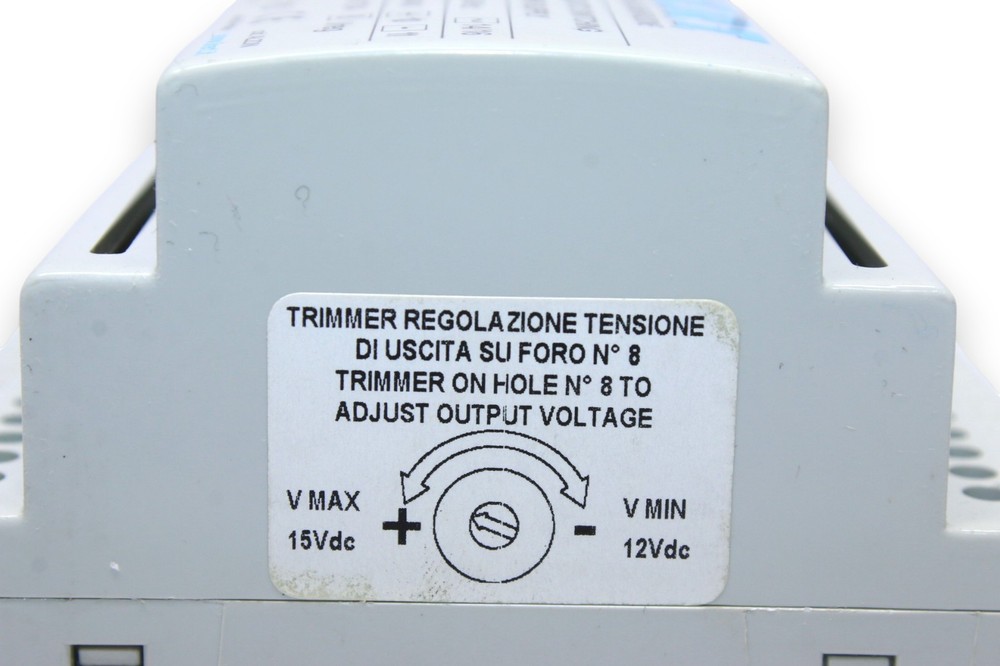 TRIMMER REGOLAZIONE TENSIONE
DI USCITA SU FORO N° 8
TRIMMER ON HOLE N° 8 TO
ADJUST OUTPUT VOLTAGE
V MAX
15Vdc
+
-
V MIN
12Vdc